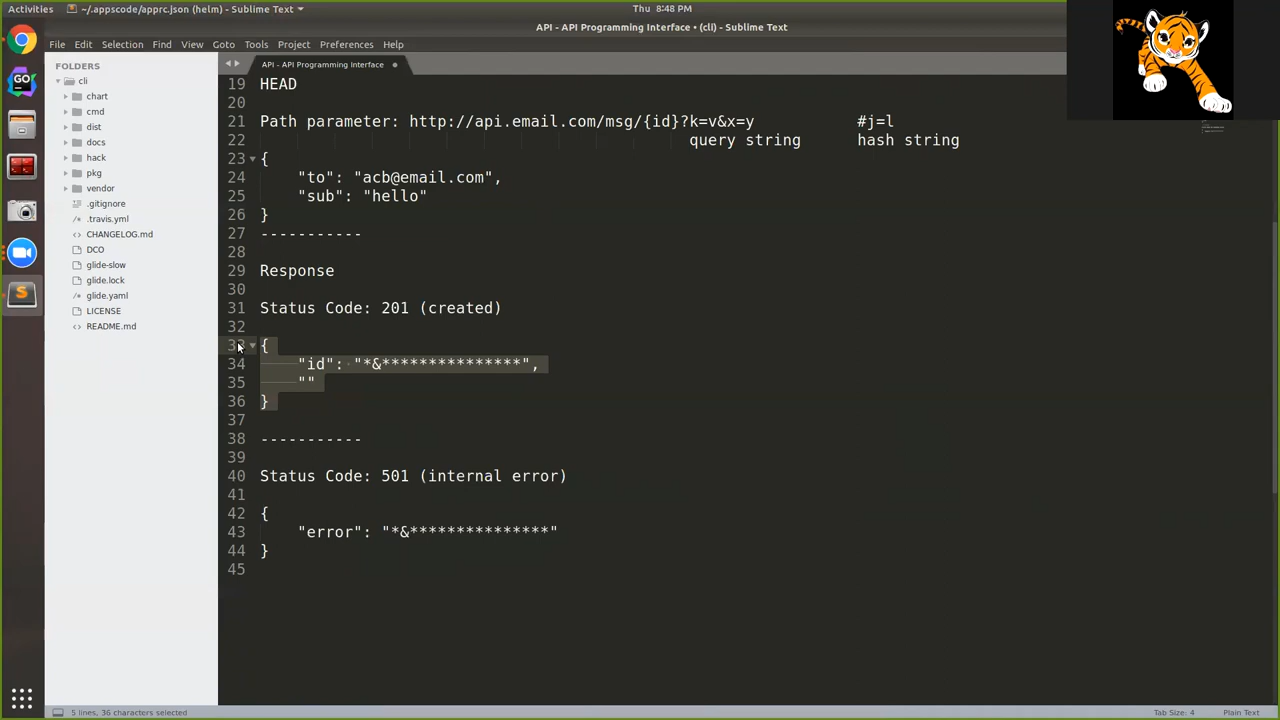 Activities
~/.appscode/apprc.json (helm) - Sublime Text
Thu 8:48 PM
API - API Programming Interface • (cli) - Sublime Text
File Edit Selection Find View Goto Tools Project Preferences Help
FOLDERS
cli
chart
cmd
dist
docs
hack
pkg
vendor
.gitignore
.travis.yml
CHANGELOG.md
DCO
glide-slow
glide.lock
glide.yaml
LICENSE
README.md
API - API Programming Interface
19 HEAD
20
21 Path parameter: http://api.email.com/msg/{id}?k=v&x=y #j=l
22 query string hash string
23 {
24 "to": "acb@email.com",
25 "sub": "hello"
26 }
27 -----------
28
29 Response
30
31 Status Code: 201 (created)
32
33 {
34 "id": "*&***************",
35 ""
36 }
37
38 -----------
39
40 Status Code: 501 (internal error)
41
42 {
43 "error": "*&***************"
44 }
45
GO
S
5 lines, 36 characters selected
Tab Size: 4
Plain Text